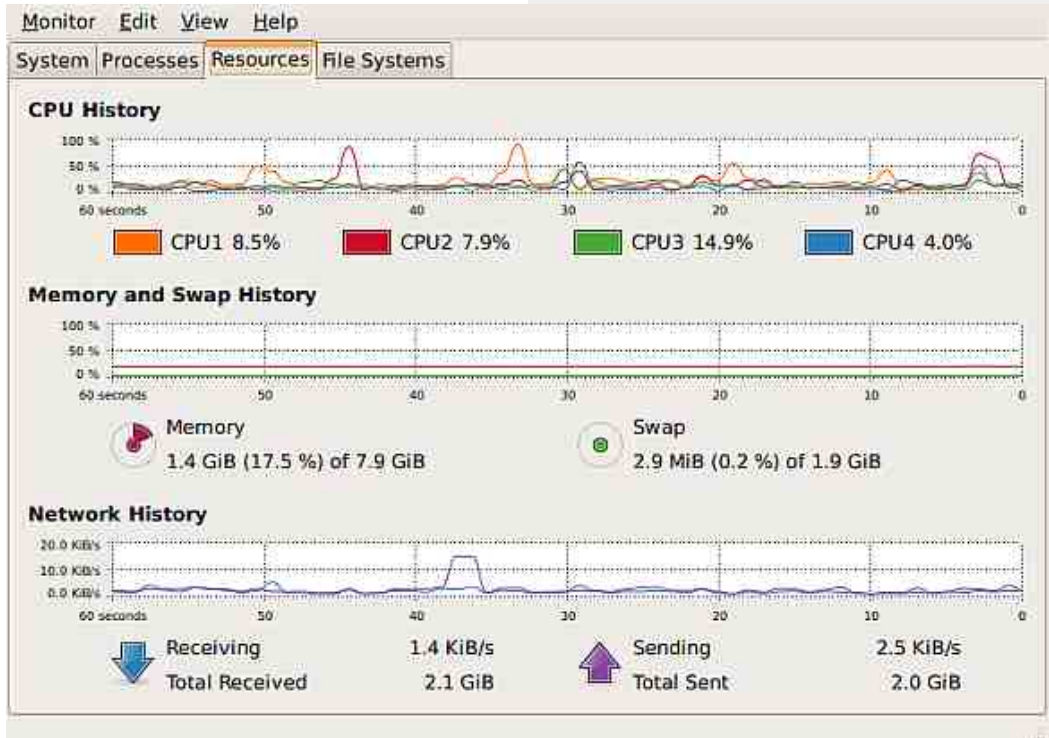 Monitor Edit View Help
System Processes Resources File Systems
CPU History
100 %
50 %
0 %
60 seconds 50 40 30 20 10 0
CPU1 8.5% CPU2 7.9% CPU3 14.9% CPU4 4.0%
Memory and Swap History
100 %
50 %
0 %
60 seconds 50 40 30 20 10 0
Memory Swap
1.4 GiB (17.5 %) of 7.9 GiB 2.9 MiB (0.2 %) of 1.9 GiB
Network History
20.0 KiB/s
10.0 KiB/s
0.0 KiB/s
60 seconds 50 40 30 20 10 0
Receiving 1.4 KiB/s Sending 2.5 KiB/s
Total Received 2.1 GiB Total Sent 2.0 GiB